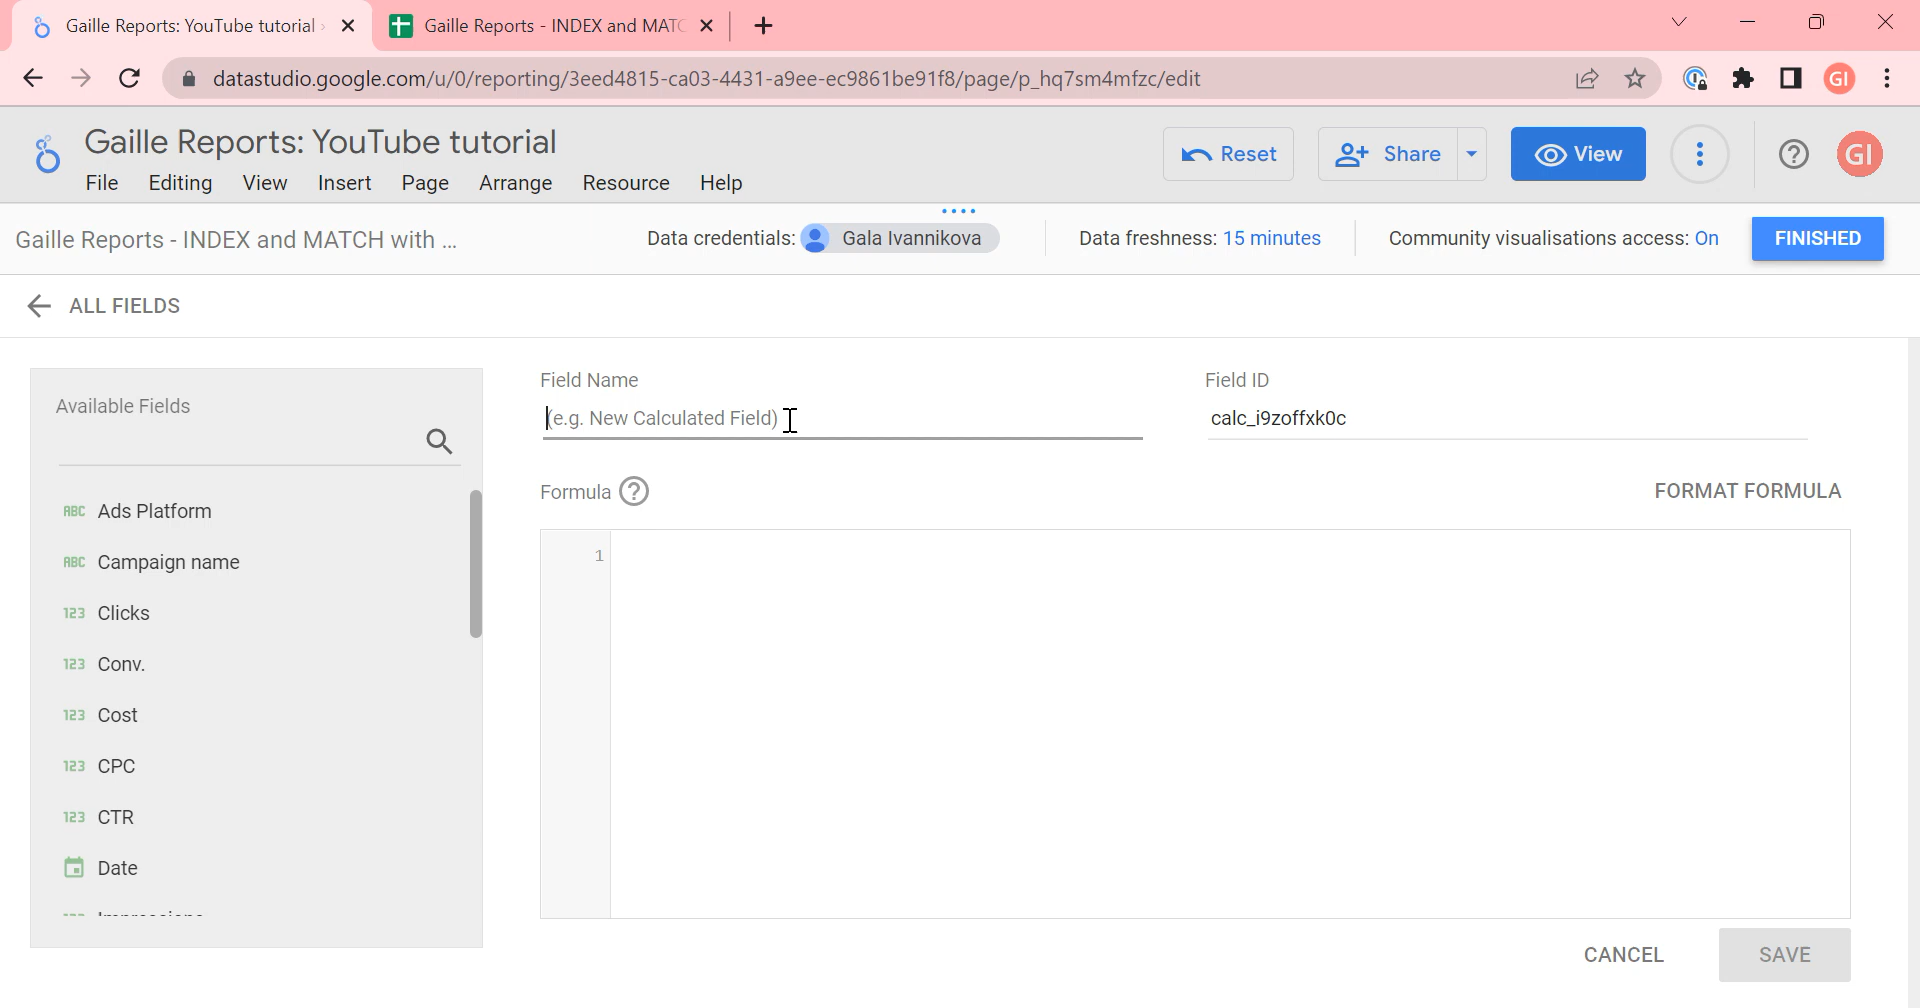 Gaille Reports: YouTube tutorial
Gaille Reports - INDEX and MATC
datastudio.google.com/u/0/reporting/3eed4815-ca03-4431-a9ee-ec9861be91f8/page/p_hq7sm4mfzc/edit
GI
Gaille Reports: YouTube tutorial
Reset
Share
View
GI
File Editing View Insert Page Arrange Resource Help
Gaille Reports - INDEX and MATCH with ...
Data credentials: Gala Ivannikova
Data freshness: 15 minutes
Community visualisations access: On
FINISHED
ALL FIELDS
Available Fields
ABC Ads Platform
ABC Campaign name
123 Clicks
123 Conv.
123 Cost
123 CPC
123 CTR
Date
Field Name
(e.g. New Calculated Field)
Field ID
calc_i9zoffxk0c
Formula
FORMAT FORMULA
1
CANCEL
SAVE